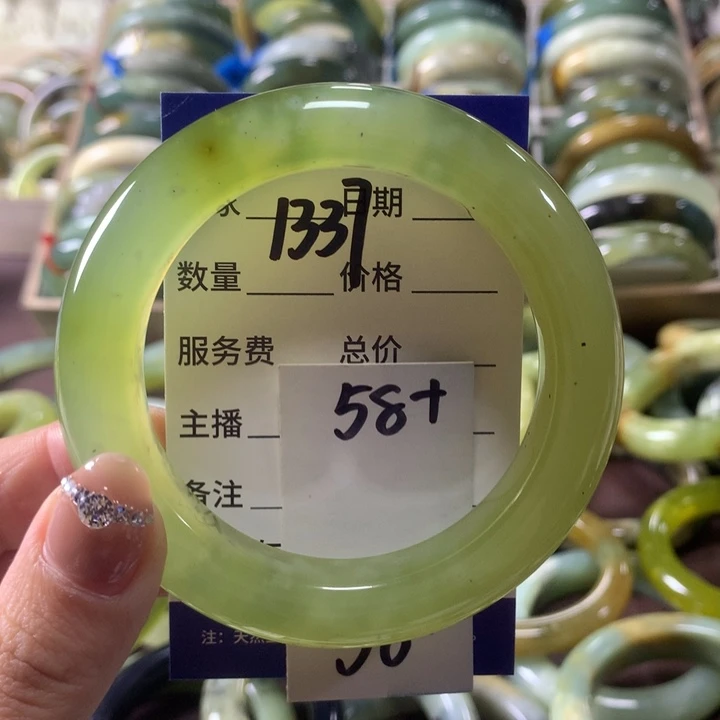 家 1337 日期
数量 价格
服务费 总价
主播 58+
备注
注：天然